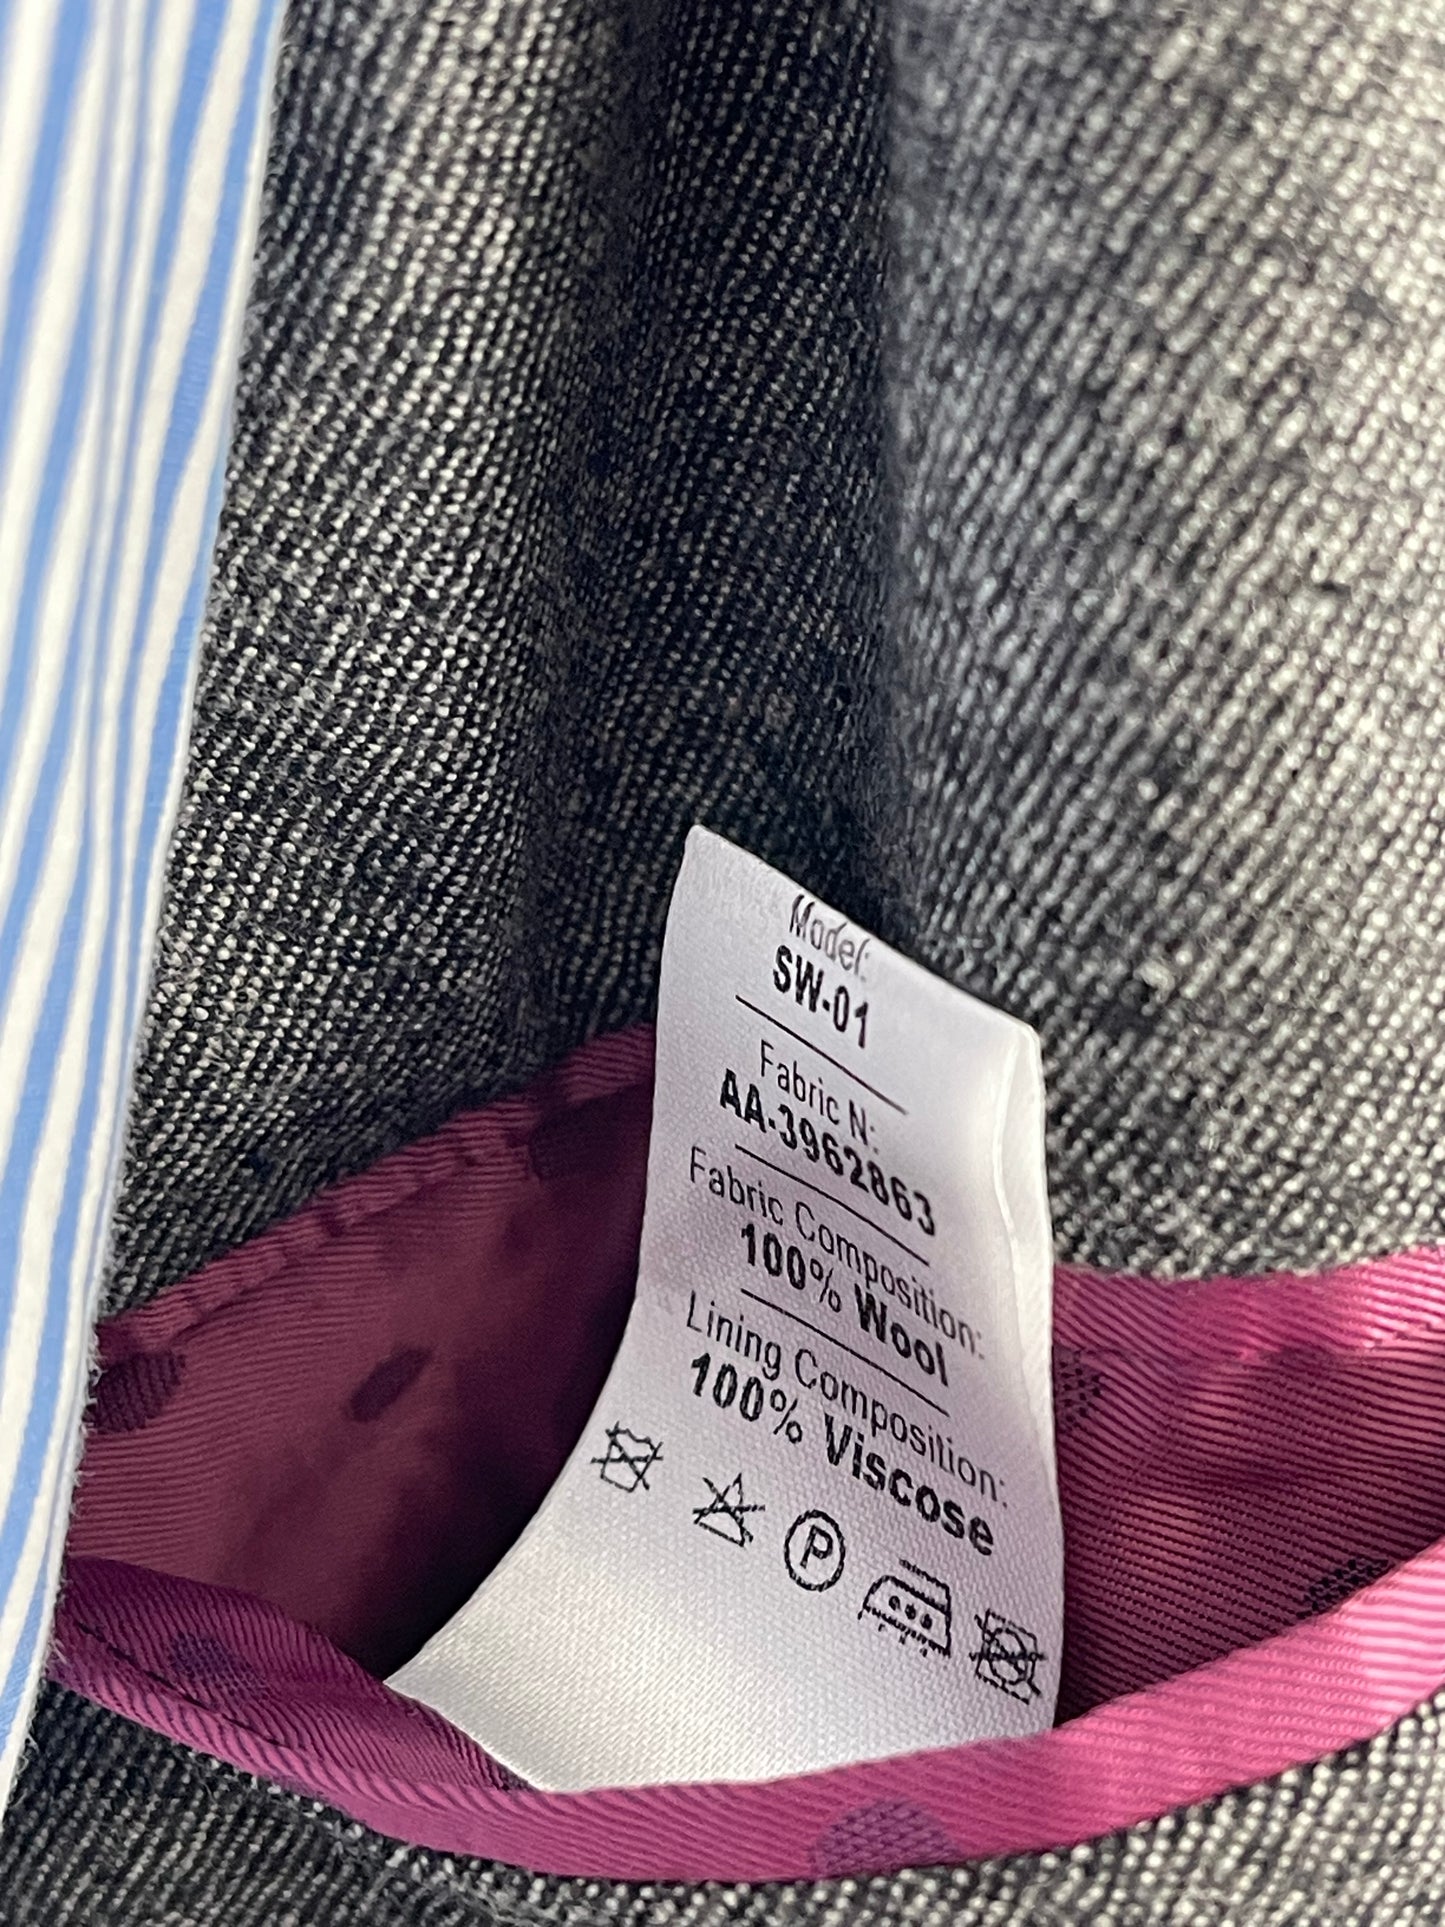 Model:
SW-01
Fabric N:
AA-3962863
Fabric Composition:
100% Wool
Lining Composition:
100% Viscose
P